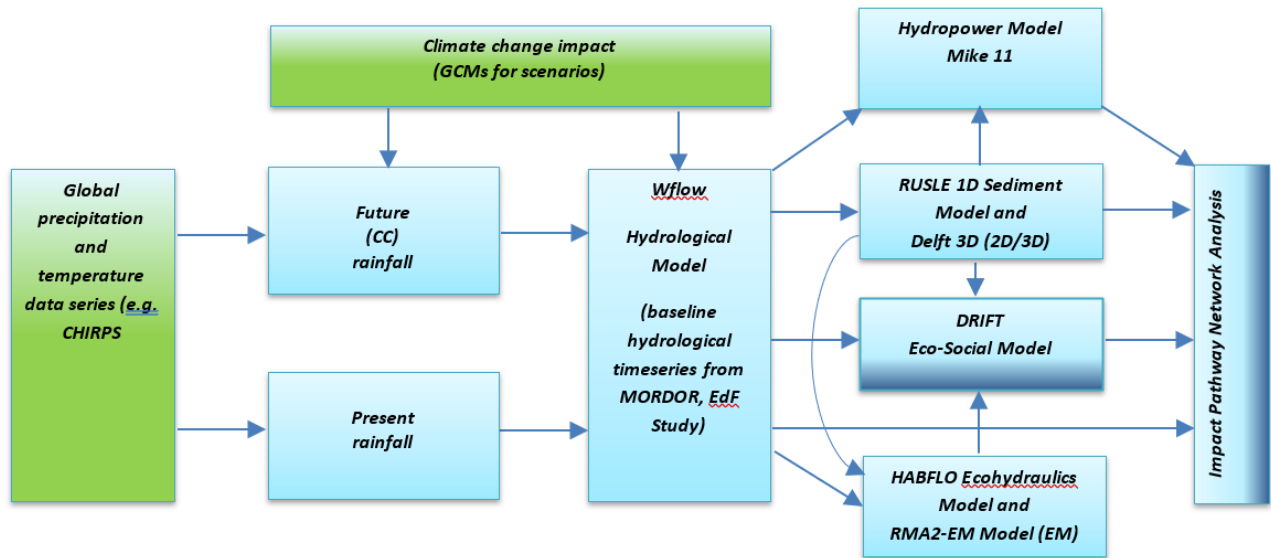 Climate change impact
(GCMs for scenarios)
Hydropower Model
Mike 11
Global
precipitation
and
temperature
data series (e.g.
CHIRPS
Future
(CC)
rainfall
Present
rainfall
Wflow
Hydrological
Model
(baseline
hydrological
timeseries from
MORDOR, EdF
Study)
RUSLE 1D Sediment
Model and
Delft 3D (2D/3D)
DRIFT
Eco-Social Model
HABFLO Ecohydraulics
Model and
RMA2-EM Model (EM)
Impact Pathway Network Analysis